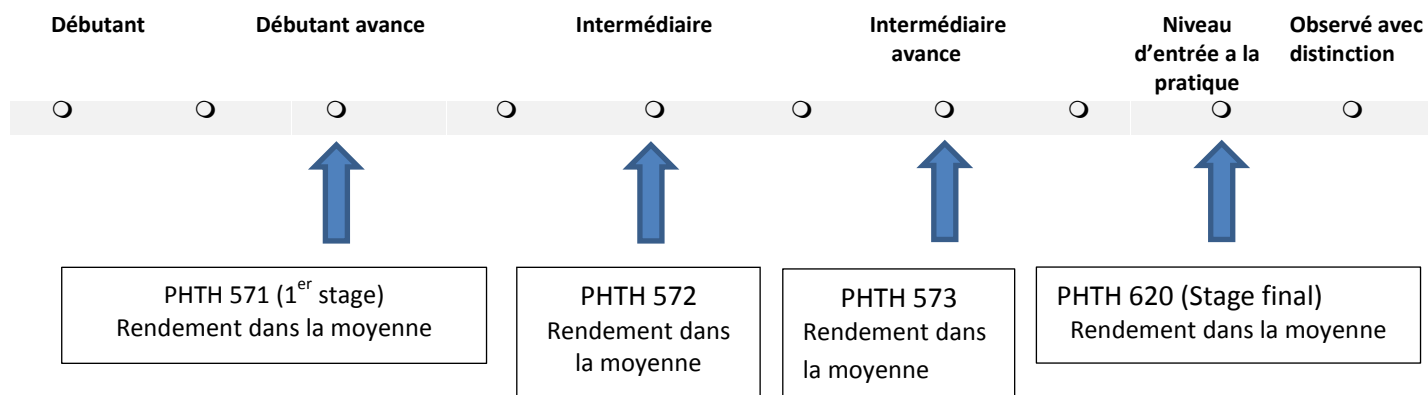 Débutant
Débutant avance
Intermédiaire
Intermédiaire
avance
Niveau
d’entrée a la
pratique
Observé avec
distinction
PHTH 571 (1er stage)
Rendement dans la moyenne
PHTH 572
Rendement dans
la moyenne
PHTH 573
Rendement dans
la moyenne
PHTH 620 (Stage final)
Rendement dans la moyenne